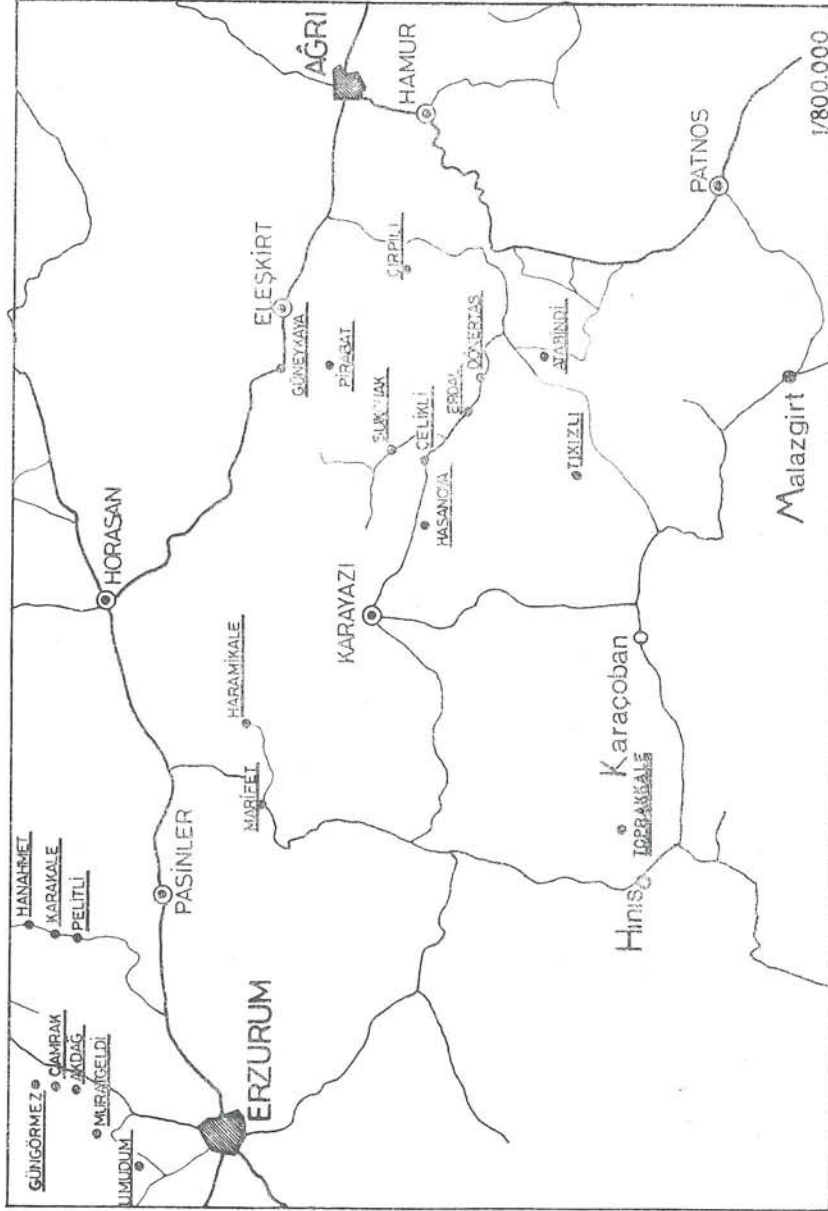 GÜNGÖRMEZ
ÇAMRAK
AKDAĞ
MURATGELDİ
UMUDUM
ERZURUM
HANAHMET
KARAKALE
PELİTLİ
PASİNLER
HORASAN
HARAMİKALE
MARİFET
ELEŞKİRT
GÜNEYKAYA
PİRABAT
AĞRI
HAMUR
ÇIRPILI
ÇELİKLİ
ERDAL
DÖNERTAŞ
HASANOVA
KARAYAZI
ATABİNDİ
TIKIZLI
PATNOS
Malazgirt
Karaçoban
TOPRAKKALE
Hınıs
1/800.000